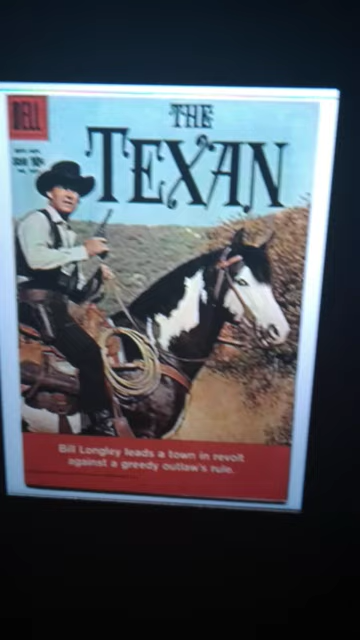 DELL
THE
TEXAN
Bill Longley leads a town in revolt
against a greedy outlaw's rule.